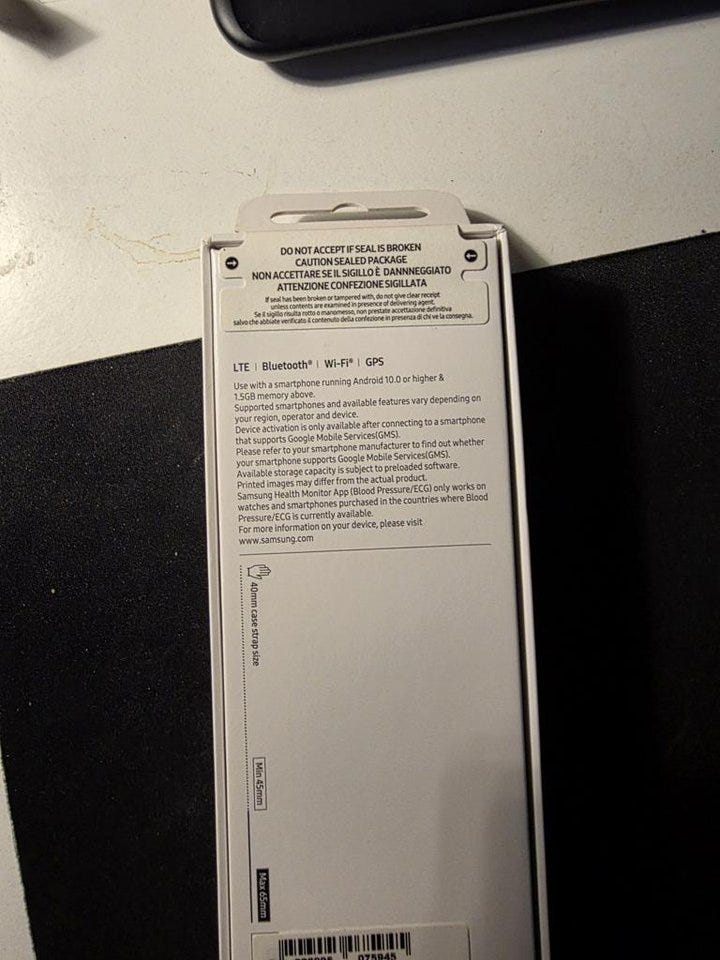 DO NOT ACCEPT IF SEAL IS BROKEN
CAUTION SEALED PACKAGE
NON ACCETTARE SE IL SIGILLO È DANNNEGGIATO
ATTENZIONE CONFEZIONE SIGILLATA
If seal has been broken or tampered with, do not give clear receipt
unless contents are examined in presence of delivering agent.
Se il sigillo risulta rotto o manomesso, non prestate accettazione definitiva
salvo che abbiate verificato il contenuto della confezione in presenza di chi ve la consegna.
LTE | Bluetooth® | Wi-Fi® | GPS
Use with a smartphone running Android 10.0 or higher &
1.5GB memory above.
Supported smartphones and available features vary depending on
your region, operator and device.
Device activation is only available after connecting to a smartphone
that supports Google Mobile Services(GMS).
Please refer to your smartphone manufacturer to find out whether
your smartphone supports Google Mobile Services(GMS).
Available storage capacity is subject to preloaded software.
Printed images may differ from the actual product.
Samsung Health Monitor App (Blood Pressure/ECG) only works on
watches and smartphones purchased in the countries where Blood
Pressure/ECG is currently available.
For more information on your device, please visit
www.samsung.com
40mm case strap size
Min 45mm
Max 65mm
075945